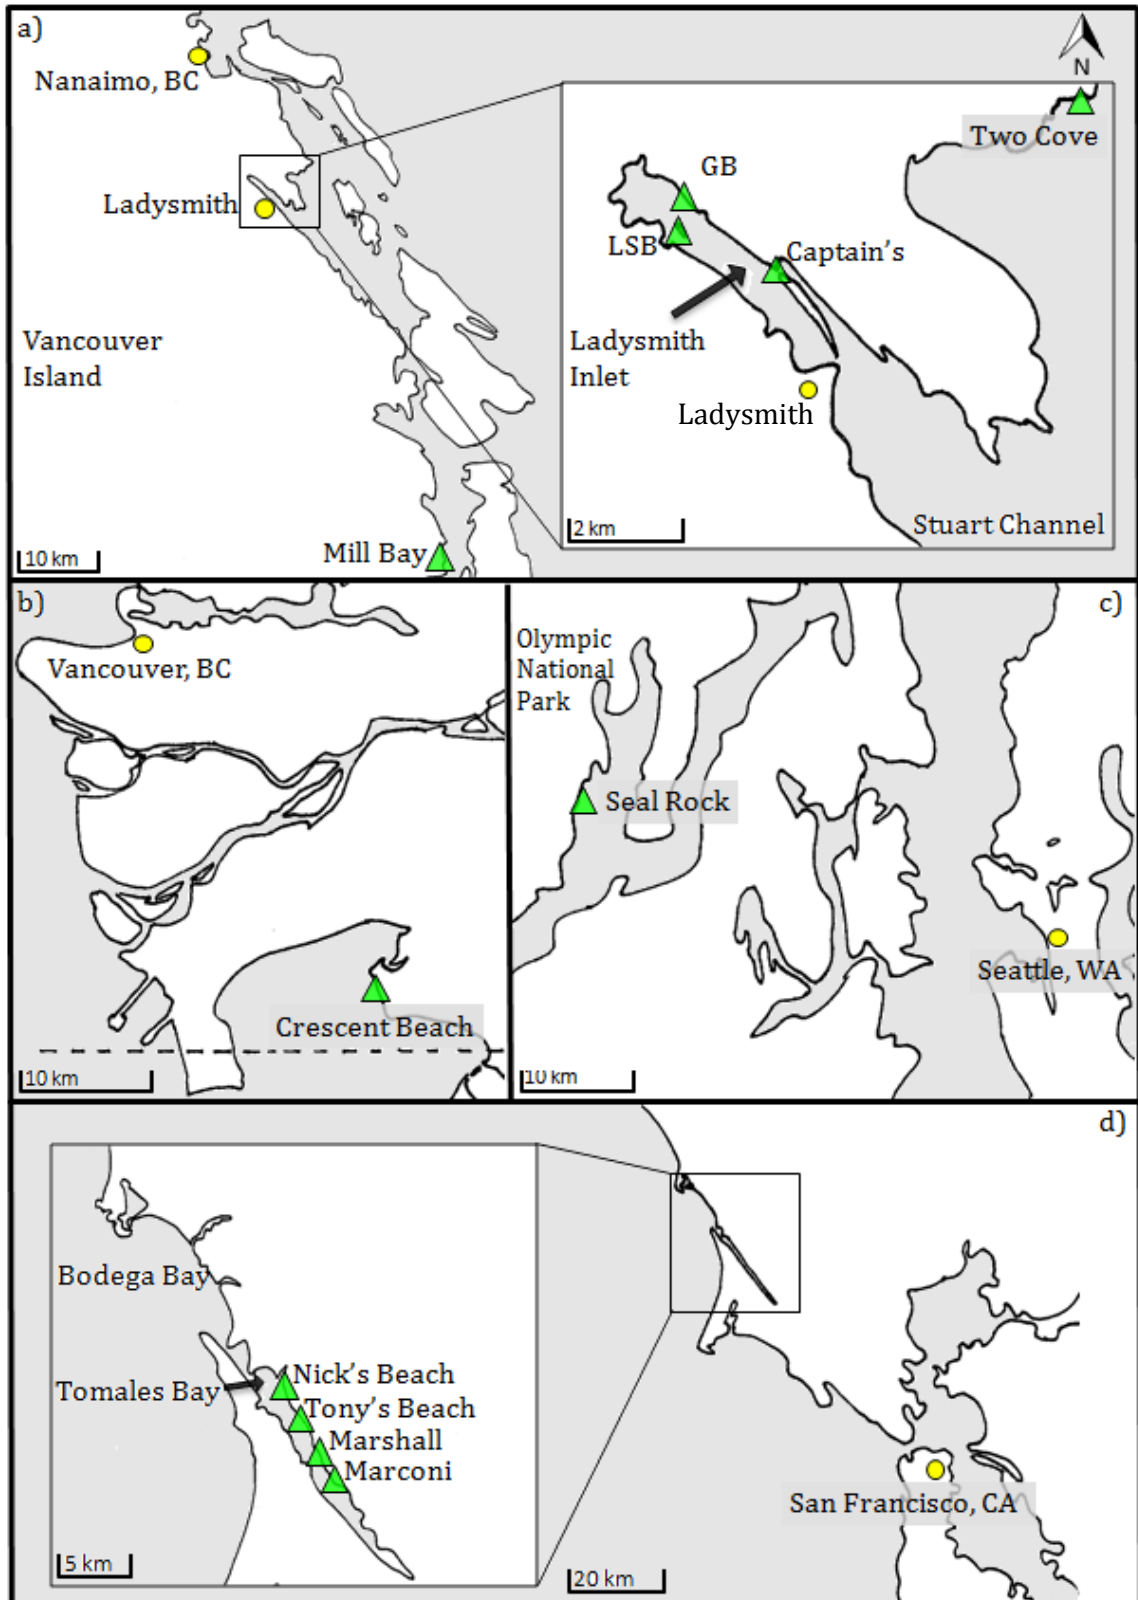 a)
Nanaimo, BC
Ladysmith
Vancouver
Island
Mill Bay
10 km
N
Two Cove
GB
LSB
Captain's
Ladysmith
Inlet
Ladysmith
2 km
Stuart Channel
b)
Vancouver, BC
Crescent Beach
10 km
c)
Olympic
National
Park
Seal Rock
Seattle, WA
10 km
d)
Bodega Bay
Tomales Bay
Nick's Beach
Tony's Beach
Marshall
Marconi
5 km
San Francisco, CA
20 km